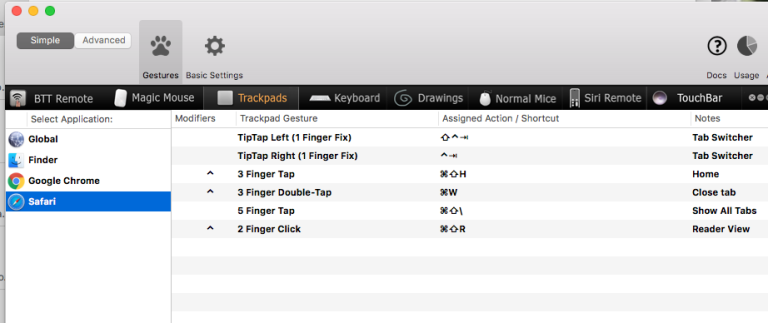 Simple Advanced
Gestures Basic Settings Docs Usage
BTT Remote Magic Mouse Trackpads Keyboard Drawings Normal Mice Siri Remote TouchBar
Select Application: Modifiers Trackpad Gesture Assigned Action / Shortcut Notes
Global TipTap Left (1 Finger Fix) ⇧⌃⇥ Tab Switcher
Finder TipTap Right (1 Finger Fix) ⌃⇥ Tab Switcher
Google Chrome ⌃ 3 Finger Tap ⌘⇧H Home
Safari ⌃ 3 Finger Double-Tap ⌘W Close tab
5 Finger Tap ⌘⇧\ Show All Tabs
⌃ 2 Finger Click ⌘⇧R Reader View